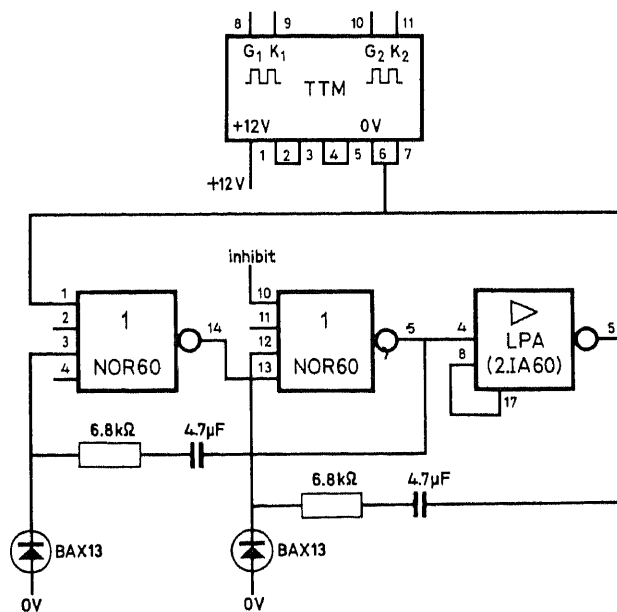 8 9 10 11
G₁ K₁ G₂ K₂
TTM
+12V 0V
1 2 3 4 5 6 7
+12V
inhibit
1
2
3
4
1
NOR60
14
10
11
12
13
1
NOR60
5
4
8
LPA
(2.IA60)
17
5
6.8kΩ 4.7µF
6.8kΩ 4.7µF
BAX13
BAX13
0V
0V